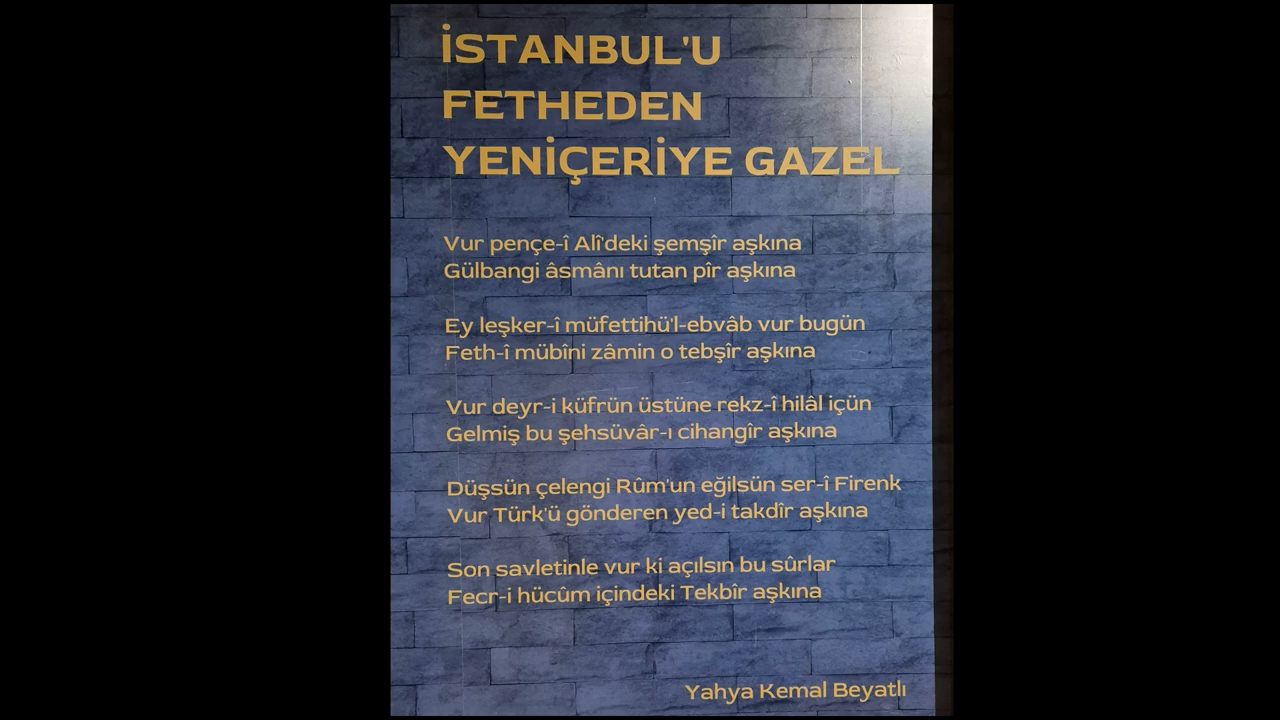 İSTANBUL'U
FETHEDEN
YENİÇERİYE GAZEL
Vur pençe-î Alî'deki şemşîr aşkına
Gülbangi âsmânı tutan pîr aşkına
Ey leşker-î müfettihü'l-ebvâb vur bugün
Feth-î mübîni zâmin o tebşîr aşkına
Vur deyr-i küfrün üstüne rekz-î hilâl içün
Gelmiş bu şehsüvâr-ı cihangîr aşkına
Düşsün çelengi Rûm'un eğilsün ser-î Firenk
Vur Türk'ü gönderen yed-i takdîr aşkına
Son savletinle vur ki açılsın bu sûrlar
Fecr-i hücûm içindeki Tekbîr aşkına
Yahya Kemal Beyatlı